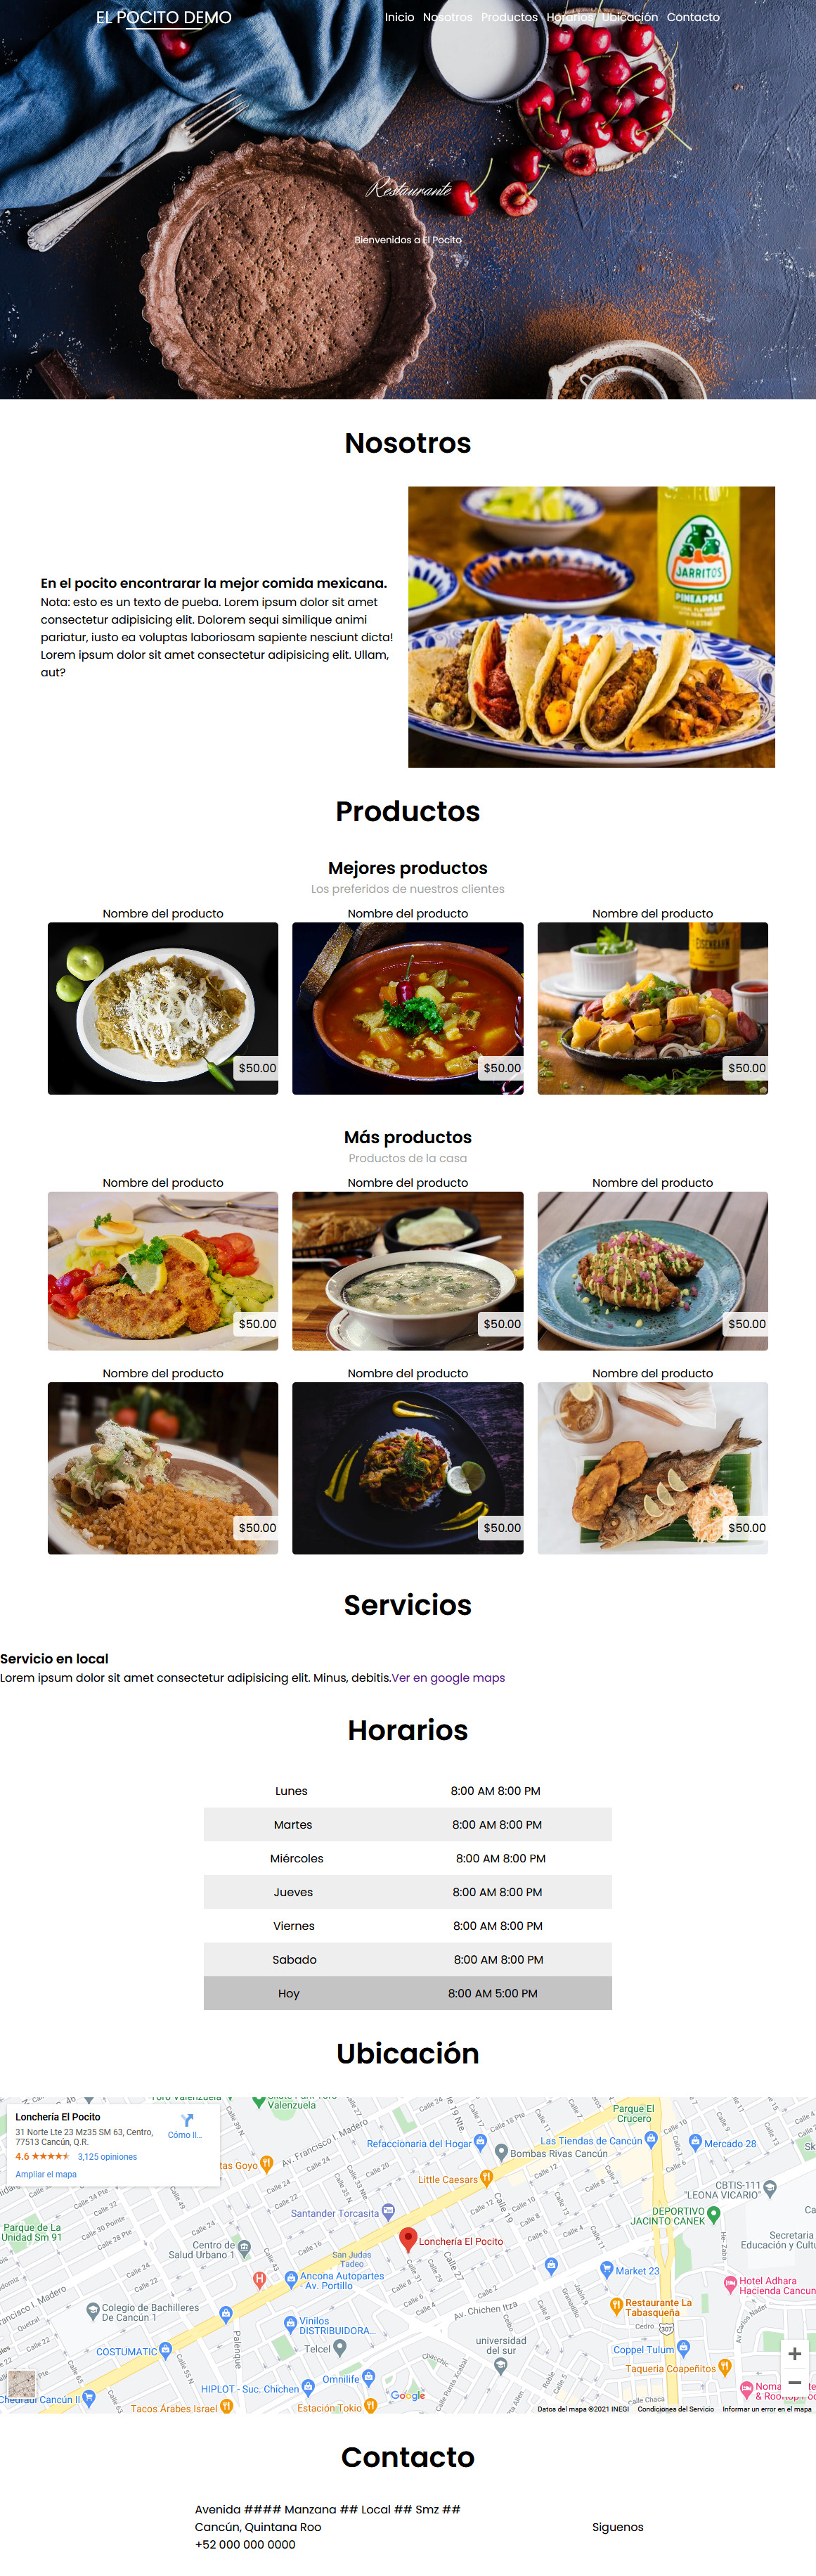 EL POCITO DEMO
Inicio Nosotros Productos Horarios Ubicación Contacto
Restaurante
Bienvenidos a El Pocito
Nosotros
En el pocito encontrarar la mejor comida mexicana.
Nota: esto es un texto de pueba. Lorem ipsum dolor sit amet
consectetur adipisicing elit. Dolorem sequi similique animi
pariatur, iusto ea voluptas laboriosam sapiente nesciunt dicta!
Lorem ipsum dolor sit amet consectetur adipisicing elit. Ullam,
aut?
JARRITOS
PINEAPPLE
Productos
Mejores productos
Los preferidos de nuestros clientes
Nombre del producto Nombre del producto Nombre del producto
$50.00 $50.00 $50.00
Más productos
Productos de la casa
Nombre del producto Nombre del producto Nombre del producto
$50.00 $50.00 $50.00
Nombre del producto Nombre del producto Nombre del producto
$50.00 $50.00 $50.00
Servicios
Servicio en local
Lorem ipsum dolor sit amet consectetur adipisicing elit. Minus, debitis.Ver en google maps
Horarios
Lunes 8:00 AM 8:00 PM
Martes 8:00 AM 8:00 PM
Miércoles 8:00 AM 8:00 PM
Jueves 8:00 AM 8:00 PM
Viernes 8:00 AM 8:00 PM
Sabado 8:00 AM 8:00 PM
Hoy 8:00 AM 5:00 PM
Ubicación
Lonchería El Pocito
31 Norte Lte 23 Mz35 SM 63, Centro,
77513 Cancún, Q.R.
Cómo ll...
4.6 3,125 opiniones
Ampliar el mapa
Valenzuela
Av. Francisco I. Madero
Refaccionaria del Hogar
Las Tiendas de Cancún
Parque El
Crucero
Mercado 28
Bombas Rivas Cancún
tas Goyo
Little Caesars
CBTIS-111
"LEONA VICARIO"
Santander Torcasita
DEPORTIVO
JACINTO CANEK
Parque de La
Unidad Sm 91
Centro de
Salud Urbano 1
San Judas
Tadeo
Lonchería El Pocito
Secretaria
Educación y Cultu
Ancona Autopartes
- Av. Portillo
Market 23
Hotel Adhara
Hacienda Cancun
Colegio de Bachilleres
De Cancún 1
Vinilos
DISTRIBUIDORA...
Av. Chichen Itza
Restaurante La
Tabasqueña
Telcel
COSTUMATIC
Palenque
universidad
del sur
Cedro
307
Coppel Tulum
Taqueria Coapeñitos
HIPLOT - Suc. Chichen
Omnilife
Chedraui Cancún II
Tacos Árabes Israel
Estación Tokio
Google
Calle Chaca
Datos del mapa ©2021 INEGI Condiciones del Servicio Informar un error en el mapa
Contacto
Avenida #### Manzana ## Local ## Smz ##
Cancún, Quintana Roo
+52 000 000 0000
Siguenos